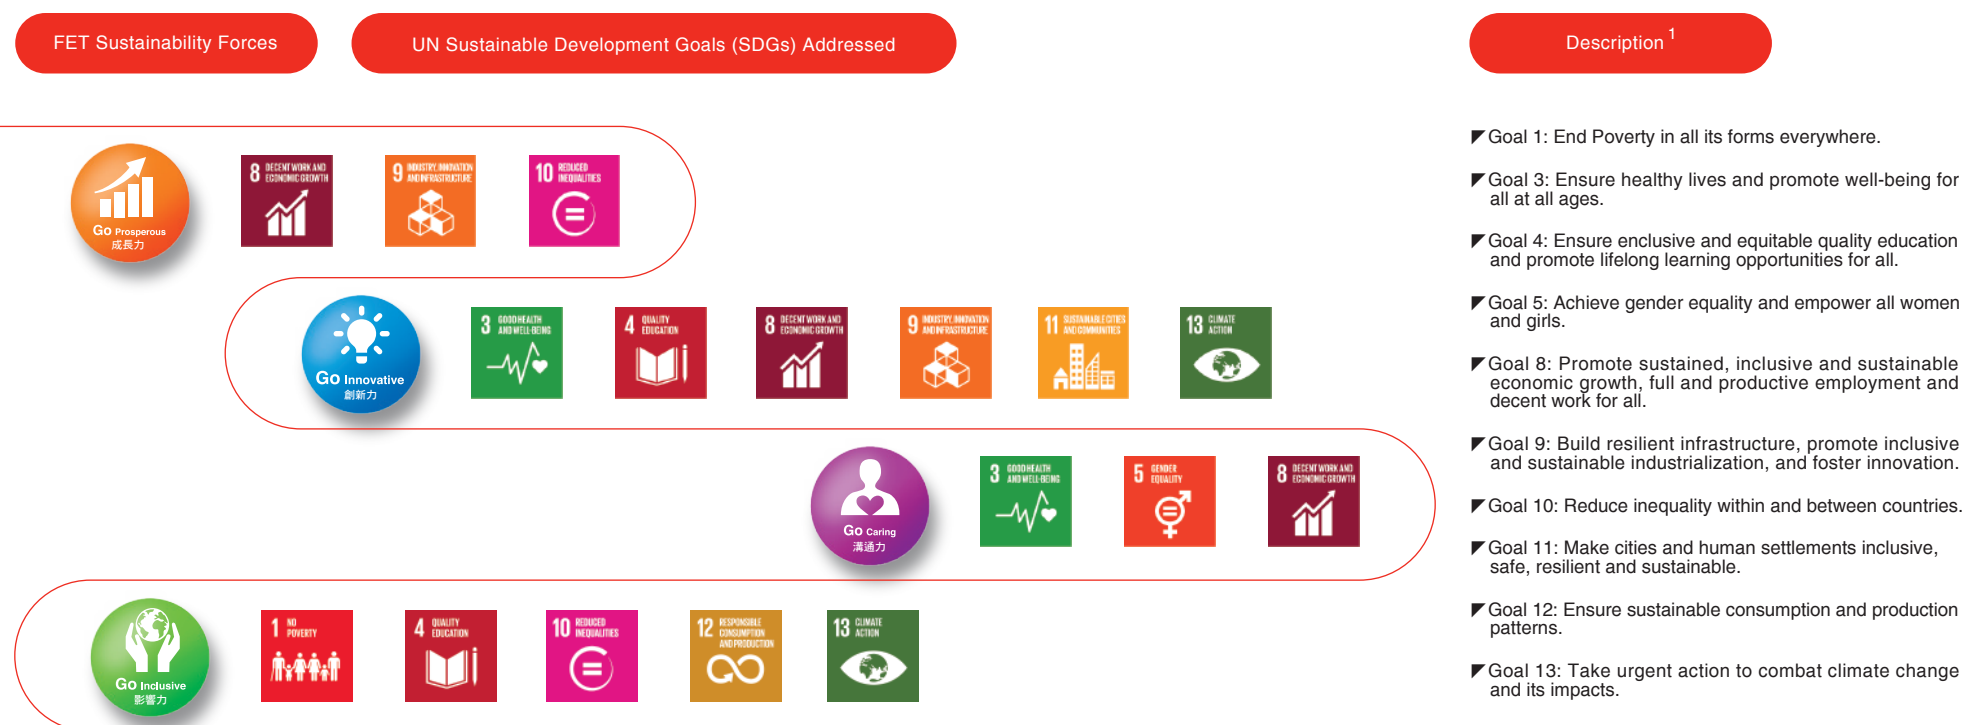 FET Sustainability Forces
UN Sustainable Development Goals (SDGs) Addressed
Description 1
Go Prosperous
成長力
8 DECENT WORK AND
ECONOMIC GROWTH
9 INDUSTRY, INNOVATION
AND INFRASTRUCTURE
10 REDUCED
INEQUALITIES
Go Innovative
創新力
3 GOOD HEALTH
AND WELL-BEING
4 QUALITY
EDUCATION
8 DECENT WORK AND
ECONOMIC GROWTH
9 INDUSTRY, INNOVATION
AND INFRASTRUCTURE
11 SUSTAINABLE CITIES
AND COMMUNITIES
13 CLIMATE
ACTION
Go Caring
溝通力
3 GOOD HEALTH
AND WELL-BEING
5 GENDER
EQUALITY
8 DECENT WORK AND
ECONOMIC GROWTH
Go Inclusive
影響力
1 NO
POVERTY
4 QUALITY
EDUCATION
10 REDUCED
INEQUALITIES
12 RESPONSIBLE
CONSUMPTION
AND PRODUCTION
13 CLIMATE
ACTION
Goal 1: End Poverty in all its forms everywhere.
Goal 3: Ensure healthy lives and promote well-being for
all at all ages.
Goal 4: Ensure enclusive and equitable quality education
and promote lifelong learning opportunities for all.
Goal 5: Achieve gender equality and empower all women
and girls.
Goal 8: Promote sustained, inclusive and sustainable
economic growth, full and productive employment and
decent work for all.
Goal 9: Build resilient infrastructure, promote inclusive
and sustainable industrialization, and foster innovation.
Goal 10: Reduce inequality within and between countries.
Goal 11: Make cities and human settlements inclusive,
safe, resilient and sustainable.
Goal 12: Ensure sustainable consumption and production
patterns.
Goal 13: Take urgent action to combat climate change
and its impacts.